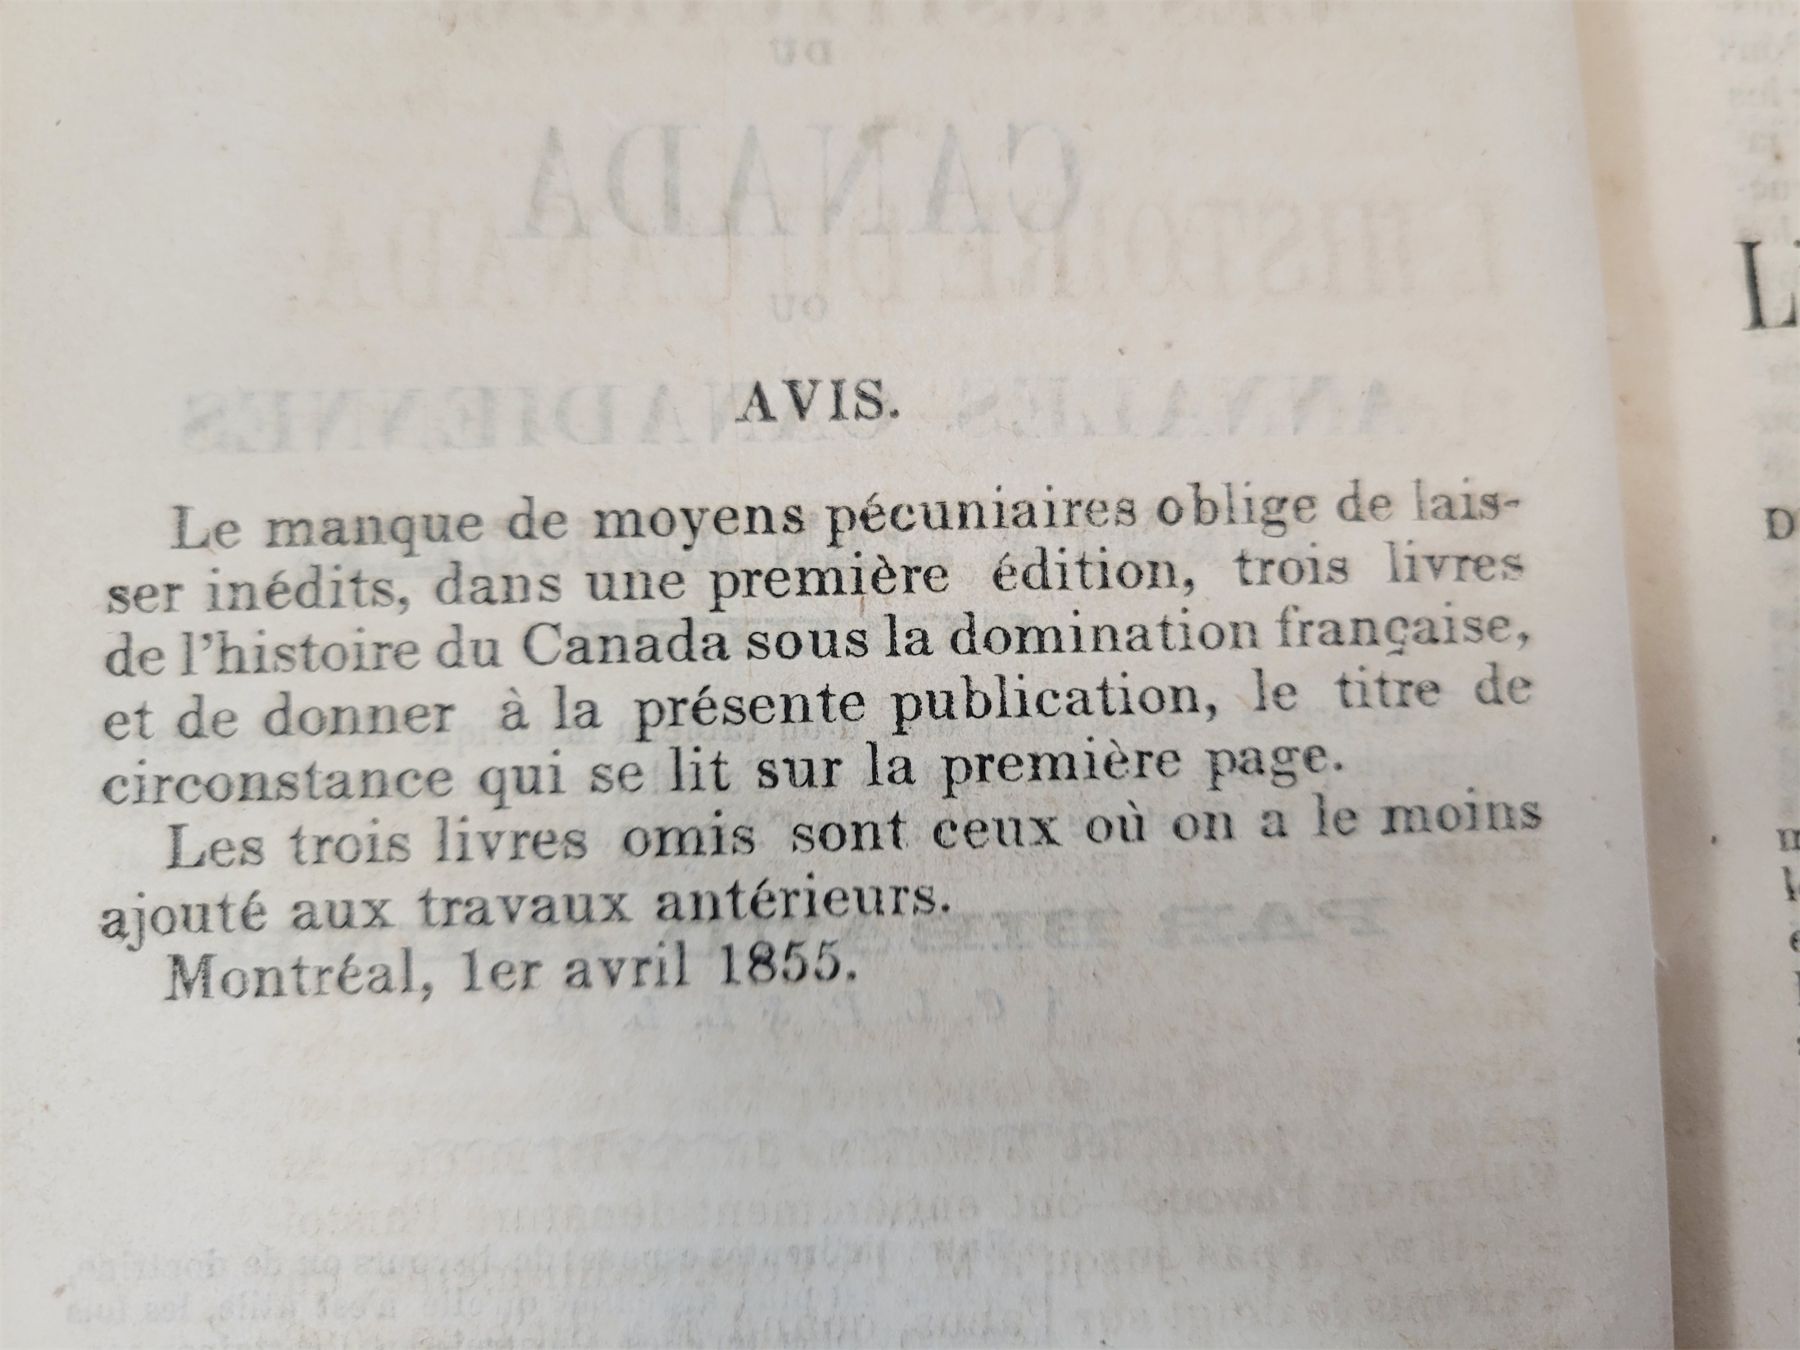 AVIS.
Le manque de moyens pécuniaires oblige de lais-
ser inédits, dans une première édition, trois livres
de l'histoire du Canada sous la domination française,
et de donner à la présente publication, le titre de
circonstance qui se lit sur la première page.
Les trois livres omis sont ceux où on a le moins
ajouté aux travaux antérieurs.
Montréal, 1er avril 1855.